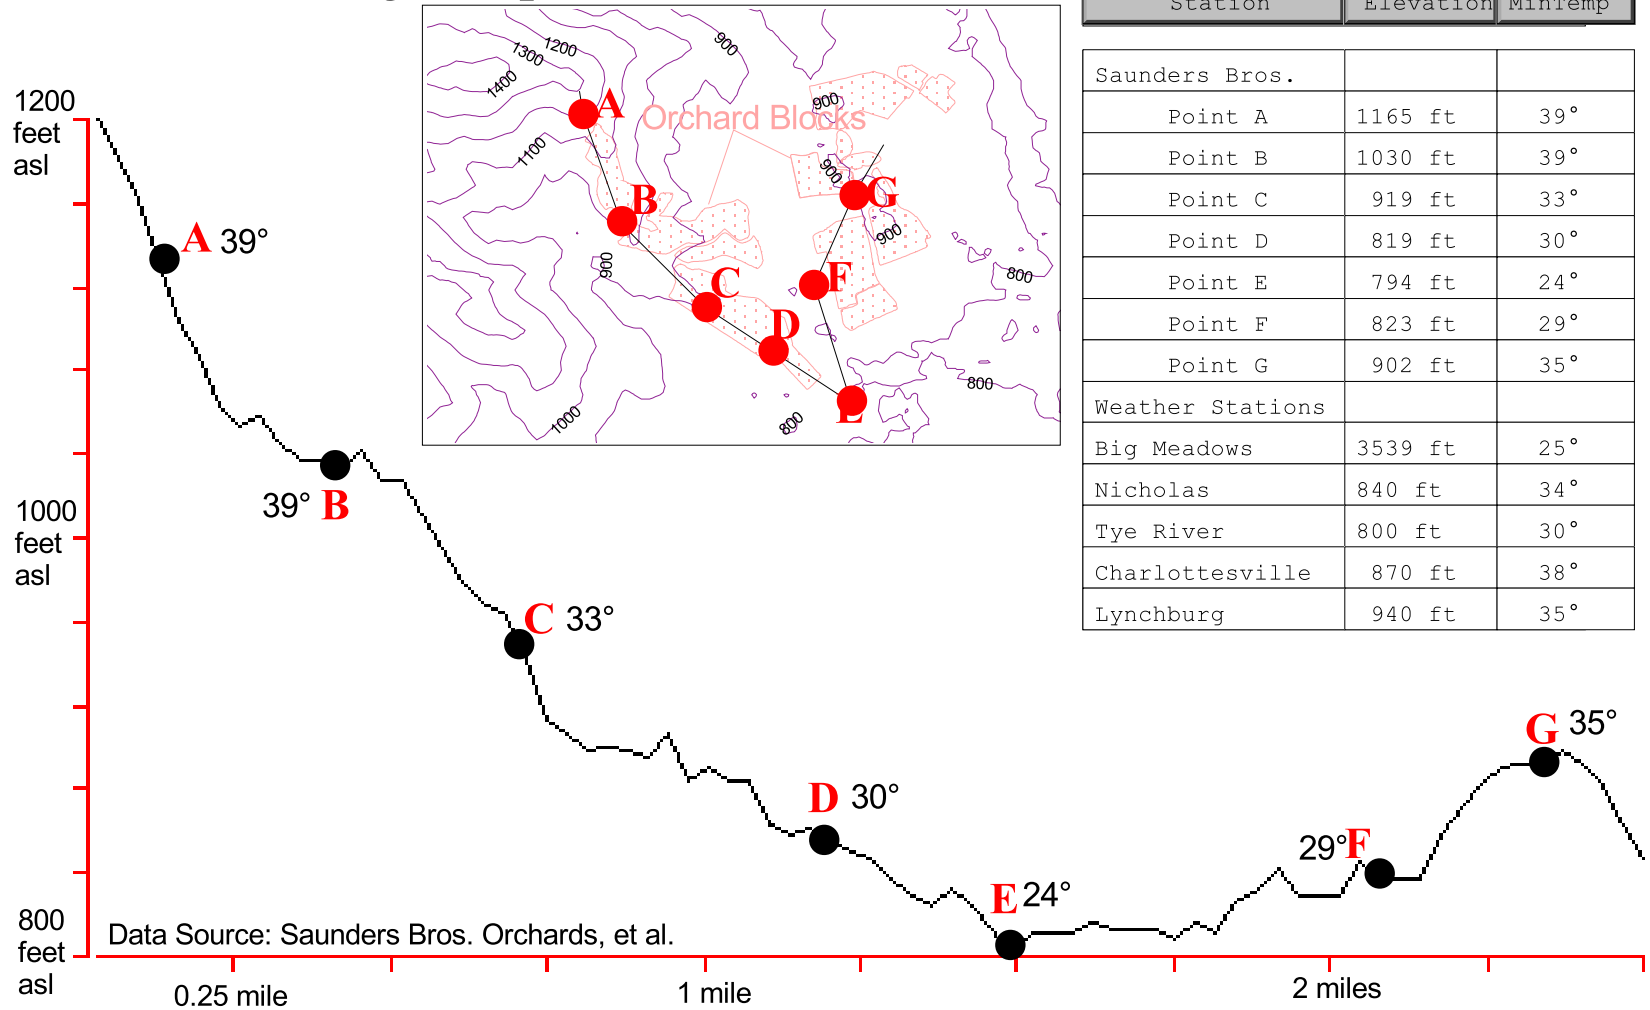 Station Elevation MinTemp
Saunders Bros.
Point A 1165 ft 39°
Point B 1030 ft 39°
Point C 919 ft 33°
Point D 819 ft 30°
Point E 794 ft 24°
Point F 823 ft 29°
Point G 902 ft 35°
Weather Stations
Big Meadows 3539 ft 25°
Nicholas 840 ft 34°
Tye River 800 ft 30°
Charlottesville 870 ft 38°
Lynchburg 940 ft 35°
1200
1300
1400
900
1100
A
Orchard Blocks
900
900
B
G
900
900
C
F
800
D
800
E
1000
800
1200
feet
asl
A 39°
39° B
1000
feet
asl
C 33°
D 30°
E 24°
29° F
G 35°
800
feet
asl
Data Source: Saunders Bros. Orchards, et al.
0.25 mile
1 mile
2 miles